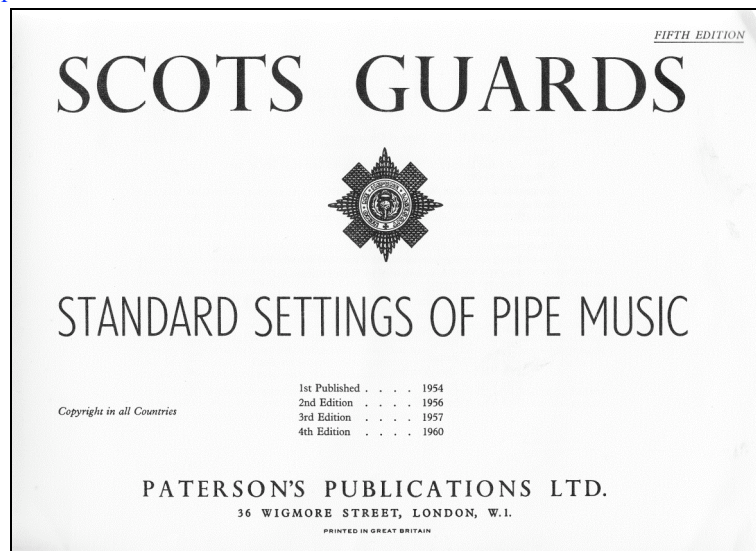 FIFTH EDITION
SCOTS GUARDS
STANDARD SETTINGS OF PIPE MUSIC
1st Published . . . . 1954
2nd Edition . . . . 1956
3rd Edition . . . . 1957
4th Edition . . . . 1960
Copyright in all Countries
PATERSON'S PUBLICATIONS LTD.
36 WIGMORE STREET, LONDON, W.1.
PRINTED IN GREAT BRITAIN